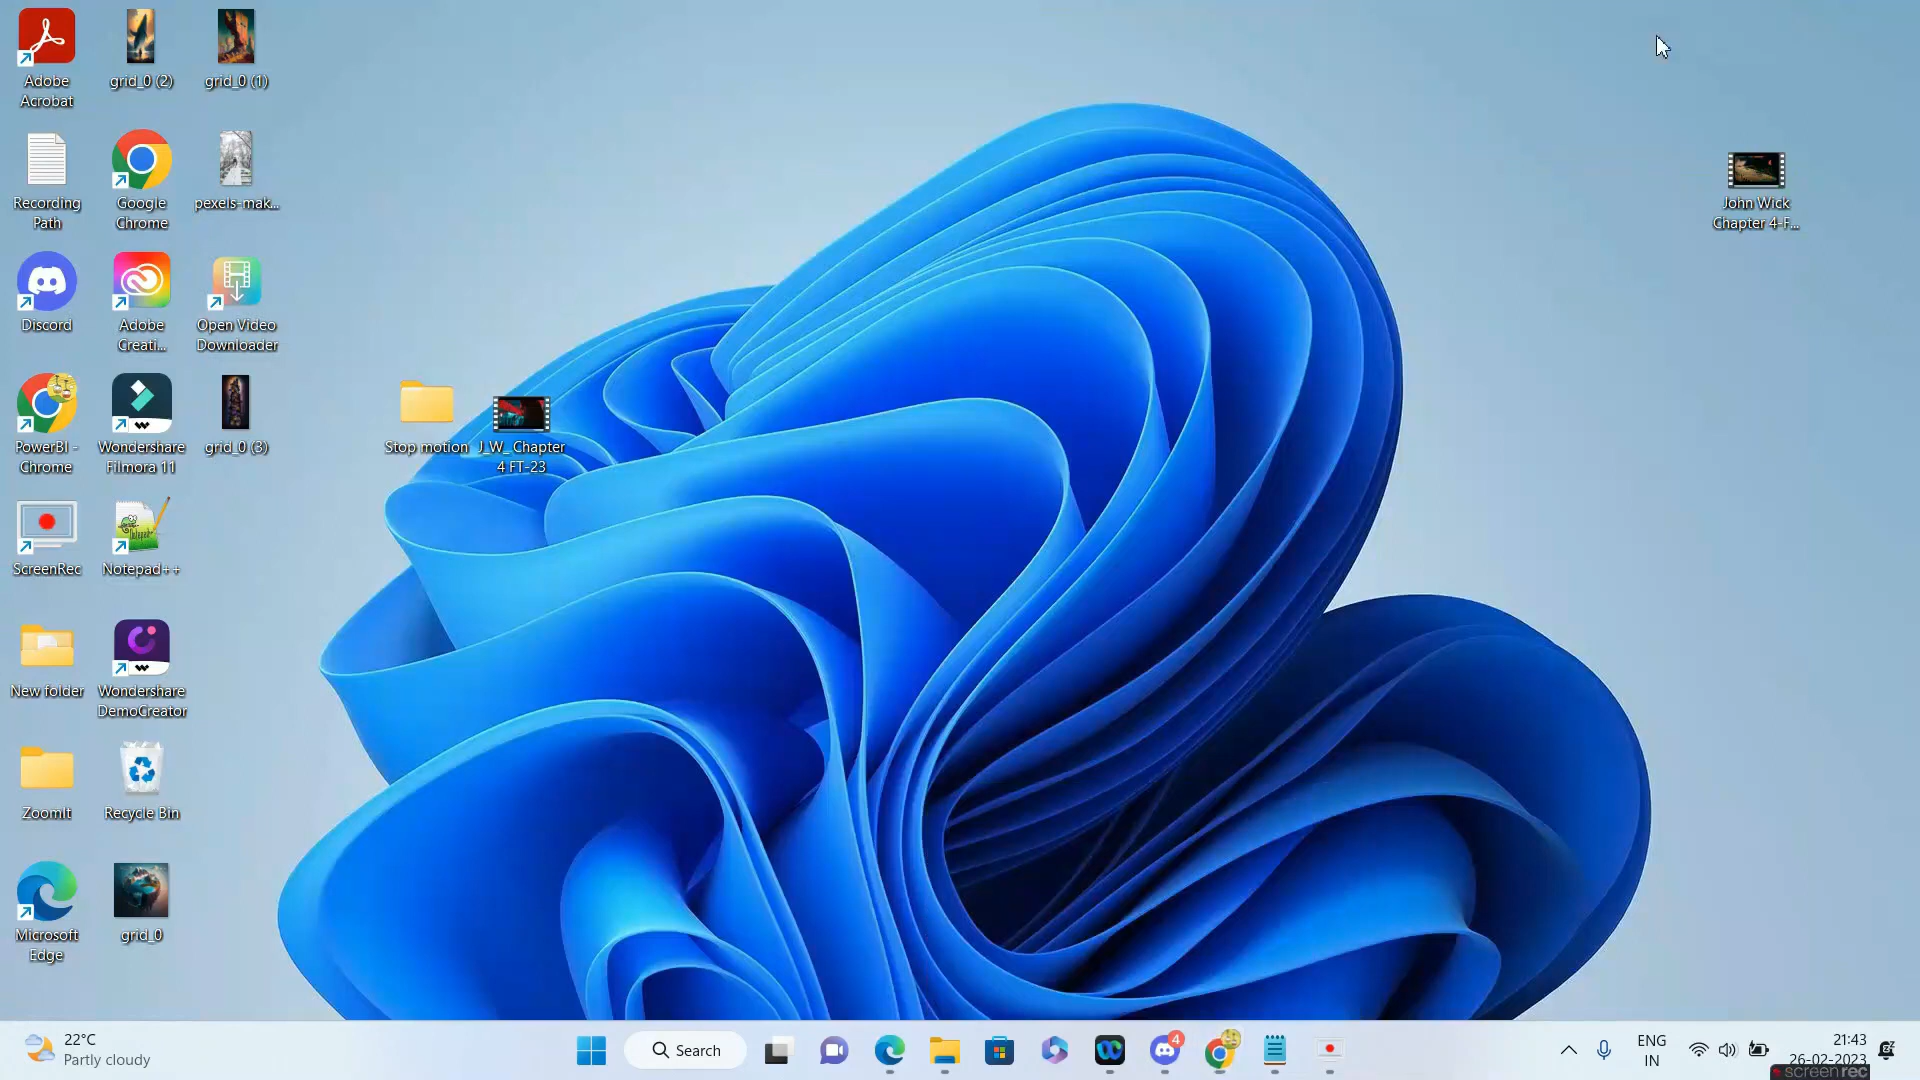 Adobe
Acrobat
grid_0 (2)
grid_0 (1)
Recording
Path
Google
Chrome
pexels-mak...
John Wick
Chapter 4-F...
Discord
Adobe
Creati...
Open Video
Downloader
PowerBI -
Chrome
Wondershare
Filmora 11
grid_0 (3)
Stop motion
J_W_ Chapter
4 FT-23
ScreenRec
Notepad++
New folder
Wondershare
DemoCreator
ZoomIt
Recycle Bin
Microsoft
Edge
grid_0
22°C
Partly cloudy
Search
4
ENG
IN
21:43
26-02-2023
screenrec